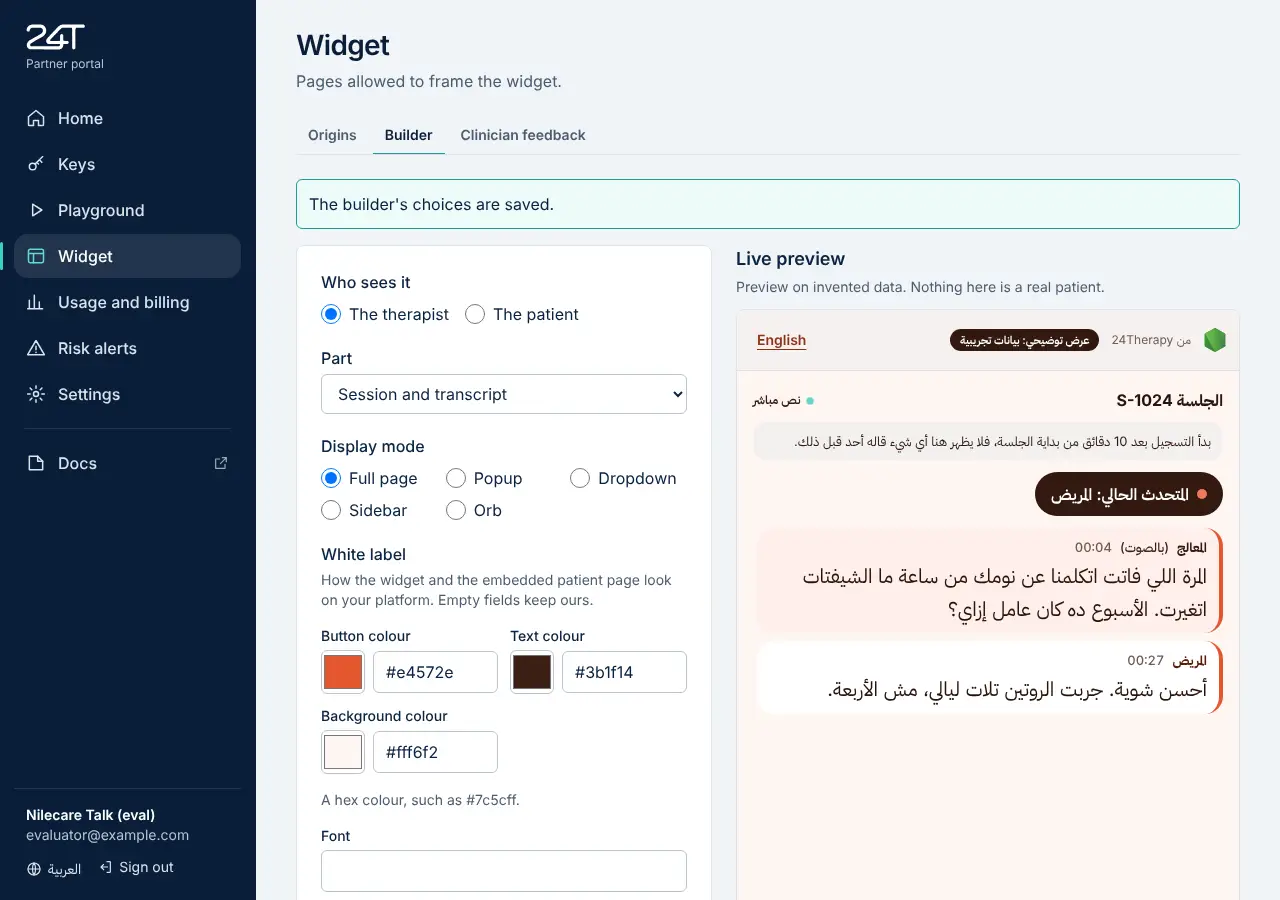 24T
Partner portal
Home
Keys
Playground
Widget
Usage and billing
Risk alerts
Settings
Docs
Nilecare Talk (eval)
evaluator@example.com
العربية
Sign out
Widget
Pages allowed to frame the widget.
Origins
Builder
Clinician feedback
The builder's choices are saved.
Who sees it
The therapist
The patient
Part
Session and transcript
Display mode
Full page
Popup
Dropdown
Sidebar
Orb
White label
How the widget and the embedded patient page look
on your platform. Empty fields keep ours.
Button colour
Text colour
#e4572e
#3b1f14
Background colour
#fff6f2
A hex colour, such as #7c5cff.
Font
Live preview
Preview on invented data. Nothing here is a real patient.
من 24Therapy
عرض توضيحي: بيانات تجريبية
English
الجلسة S-1024
نص مباشر
بدأ التسجيل بعد 10 دقائق من بداية الجلسة، فلا يظهر هنا أي شيء قاله أحد قبل ذلك.
المتحدث الحالي: المريض
المعالج (بالصوت) 00:04
المرة اللي فاتت اتكلمنا عن نومك من ساعة ما الشيفتات
اتغيرت. الأسبوع ده كان عامل إزاي؟
المريض 00:27
أحسن شوية. جربت الروتين تلات ليالي، مش الأربعة.